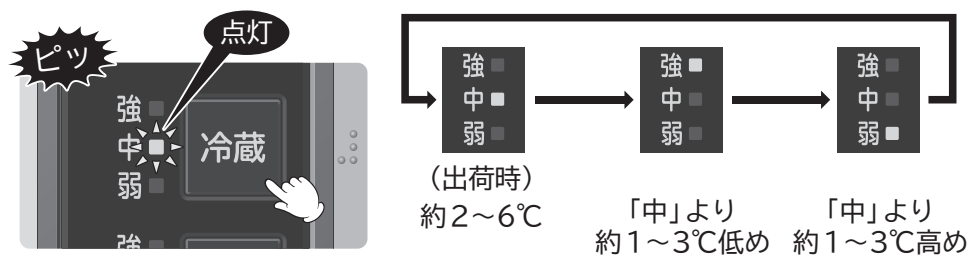 ピッ
点灯
強
中
弱
冷蔵
強
強
中
弱
(出荷時)
約2～6℃
強
中
弱
「中」より
約1～3℃低め
強
中
弱
「中」より
約1～3℃高め